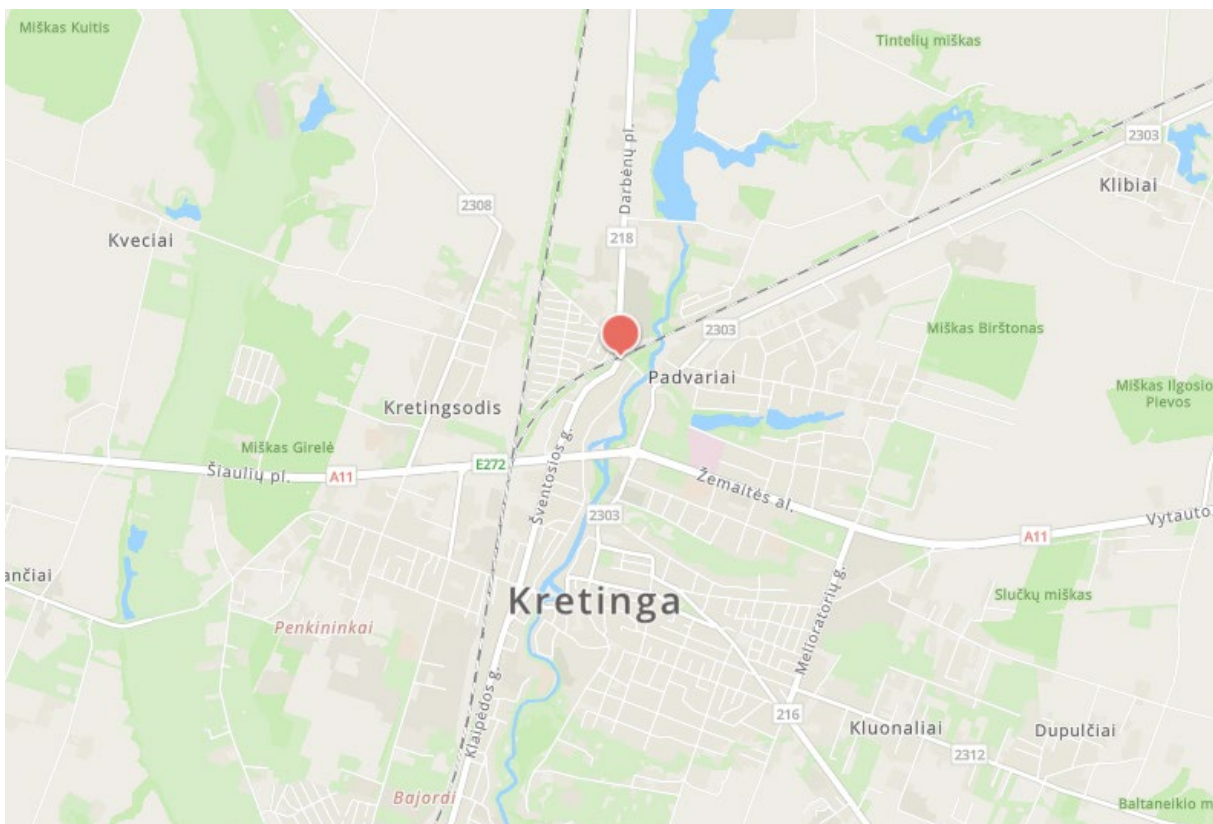 Miškas Kuitis
Tintelių miškas
2303
Klibiai
2308
Darbėnų pl.
218
Kveciai
2303
Miškas Birštonas
Padvariai
Miškas Ilgosio
Pievos
Kretingsodis
Miškas Girelė
E272
Šiaulių pl.
A11
Šventosios g.
Žemaitės al.
2303
Vytauto
A11
ančiai
Kretinga
Slučkų miškas
Penkininkai
Melioratorių g.
Klaipėdos g.
216
Kluonaliai
Dupulčiai
2312
Bajorai
Baltaneikio m